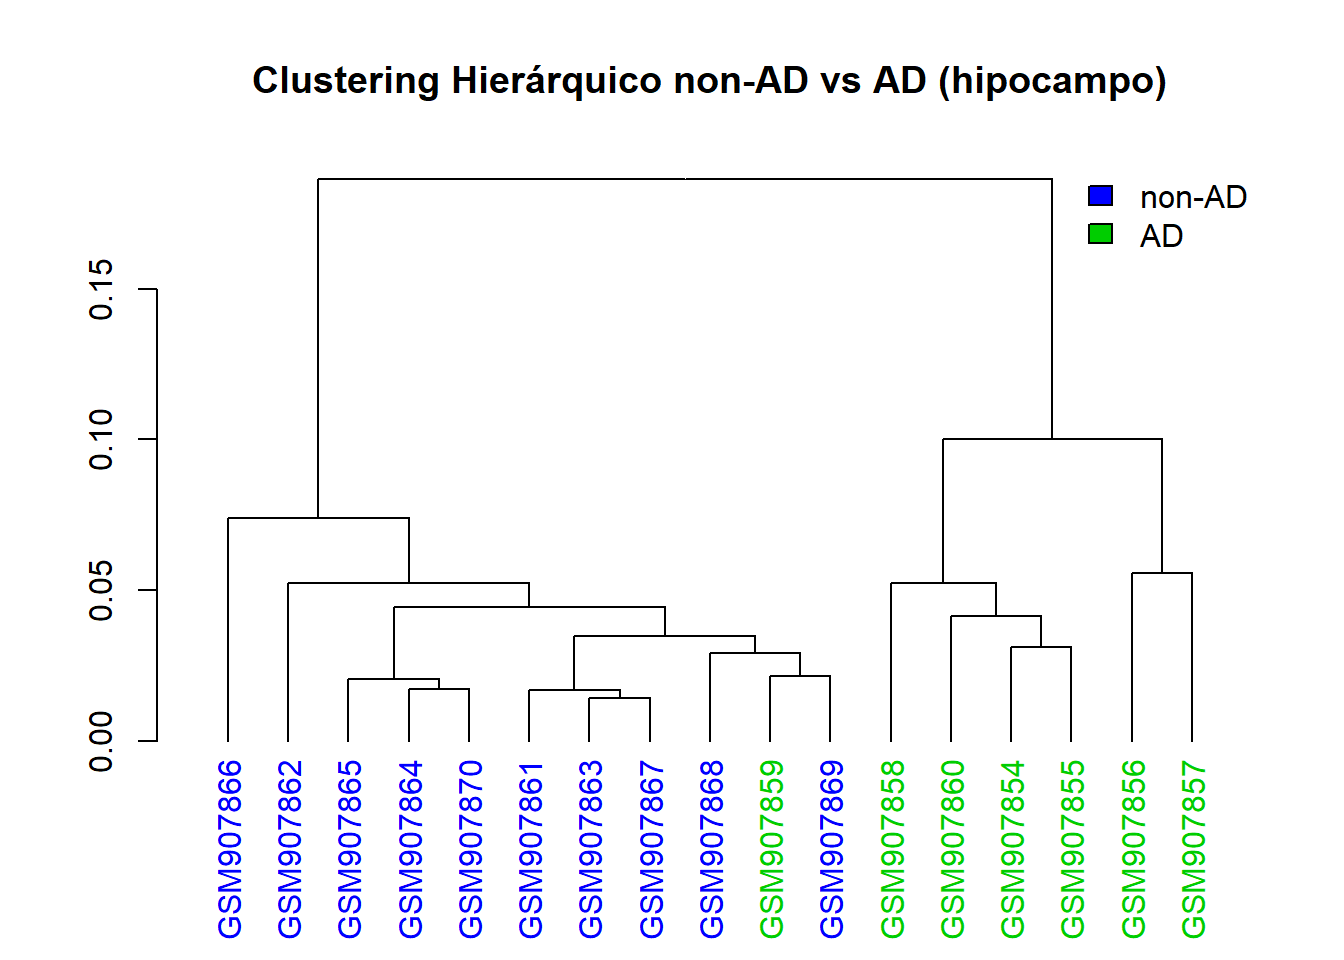 Clustering Hierárquico non-AD vs AD (hipocampo)
non-AD
AD
0.15
0.10
0.05
0.00
GSM907866
GSM907862
GSM907865
GSM907864
GSM907870
GSM907861
GSM907863
GSM907867
GSM907868
GSM907859
GSM907869
GSM907858
GSM907860
GSM907854
GSM907855
GSM907856
GSM907857